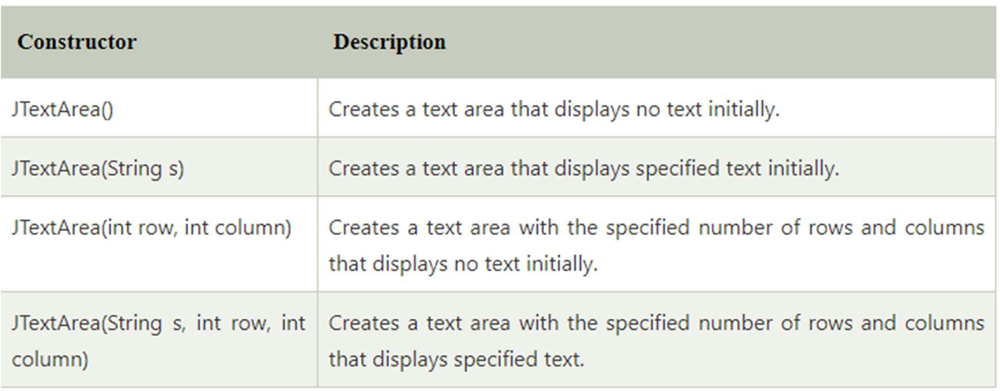 Constructor Description
JTextArea() Creates a text area that displays no text initially.
JTextArea(String s) Creates a text area that displays specified text initially.
JTextArea(int row, int column) Creates a text area with the specified number of rows and columns
that displays no text initially.
JTextArea(String s, int row, int Creates a text area with the specified number of rows and columns
column) that displays specified text.